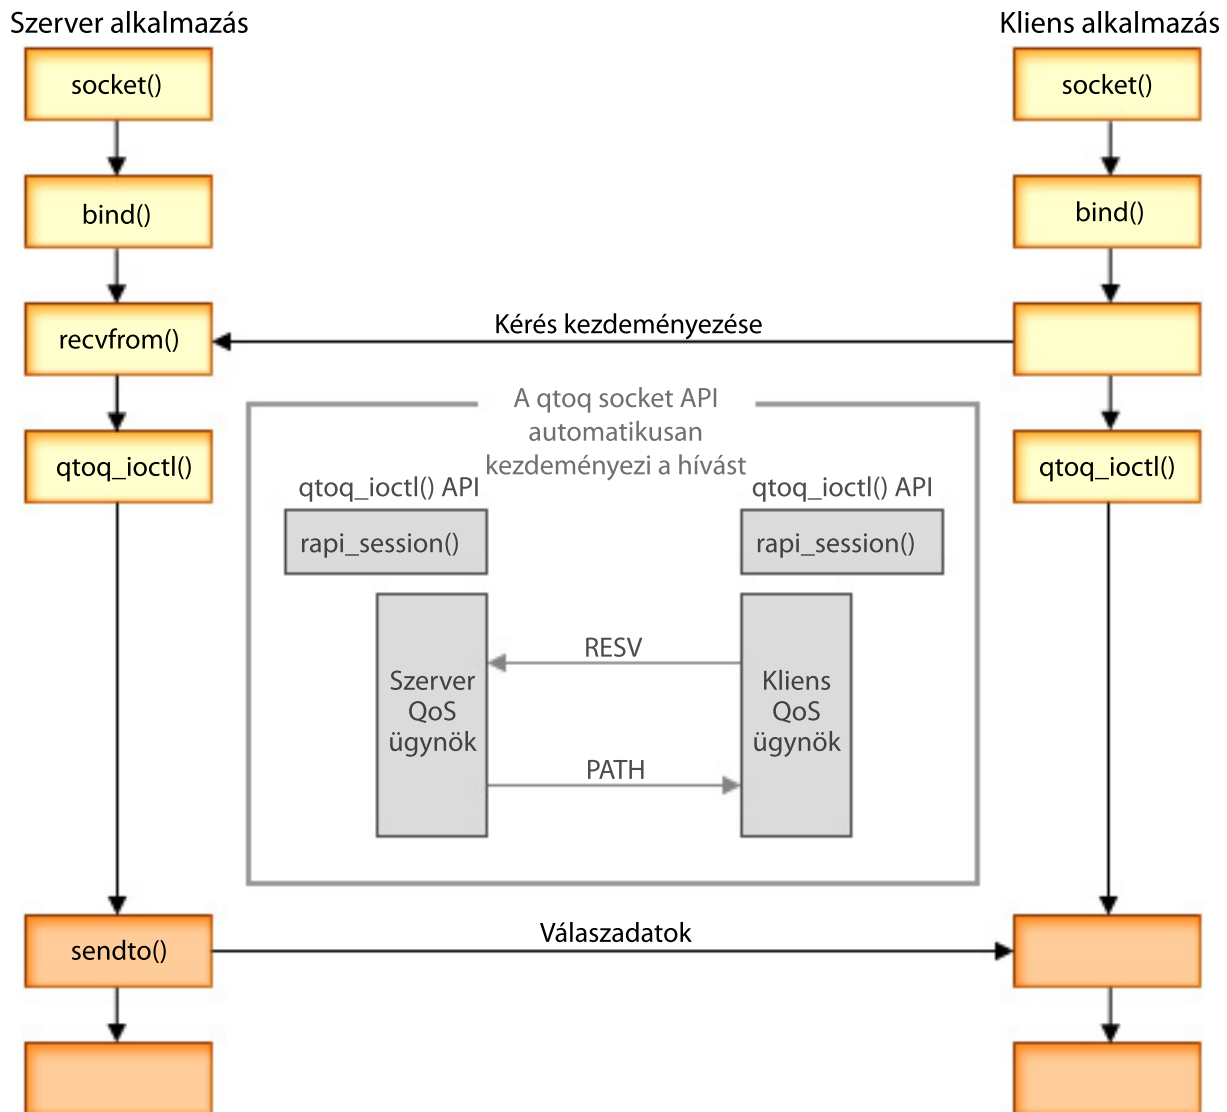 Szerver alkalmazás
Kliens alkalmazás
socket()
socket()
bind()
bind()
recvfrom()
Kérés kezdeményezése
A qtoq socket API
automatikusan
kezdeményezi a hívást
qtoq_ioctl()
qtoq_ioctl()
qtoq_ioctl() API
qtoq_ioctl() API
rapi_session()
rapi_session()
RESV
Szerver
QoS
ügynök
Kliens
QoS
ügynök
PATH
sendto()
Válaszadatok